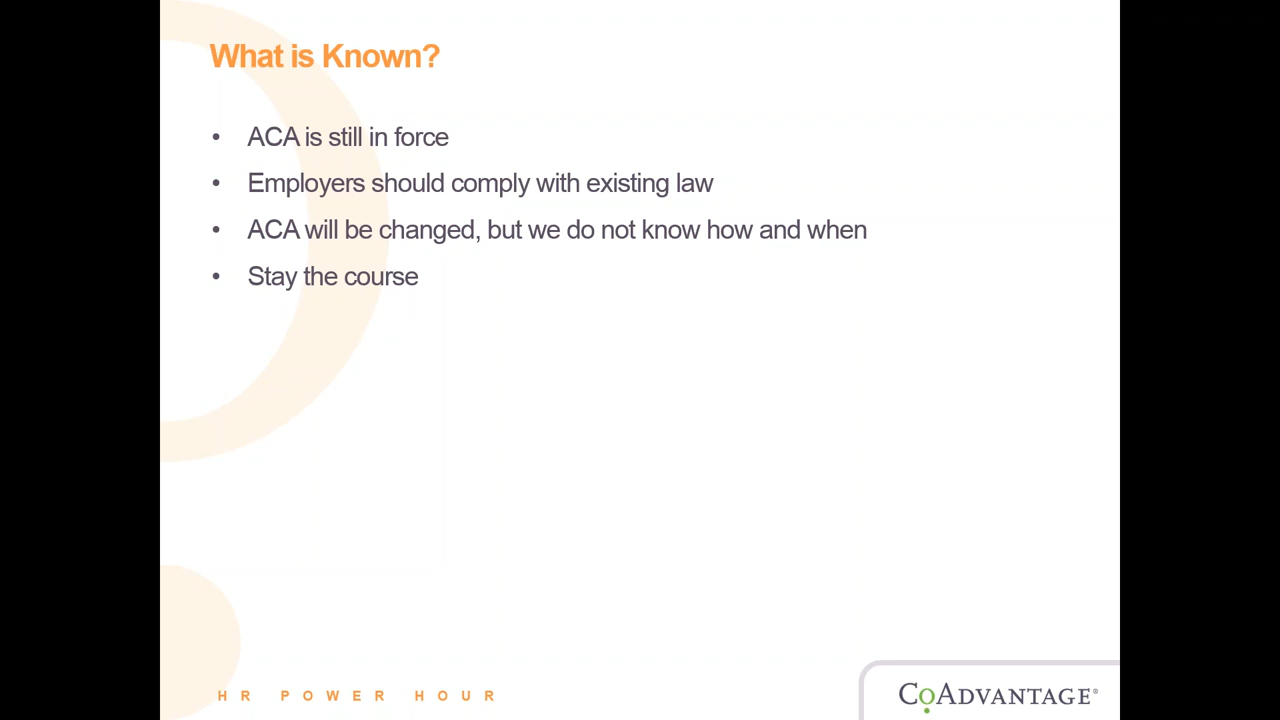 What is Known?
• ACA is still in force
• Employers should comply with existing law
• ACA will be changed, but we do not know how and when
• Stay the course
HR POWER HOUR
CoAdvantage®